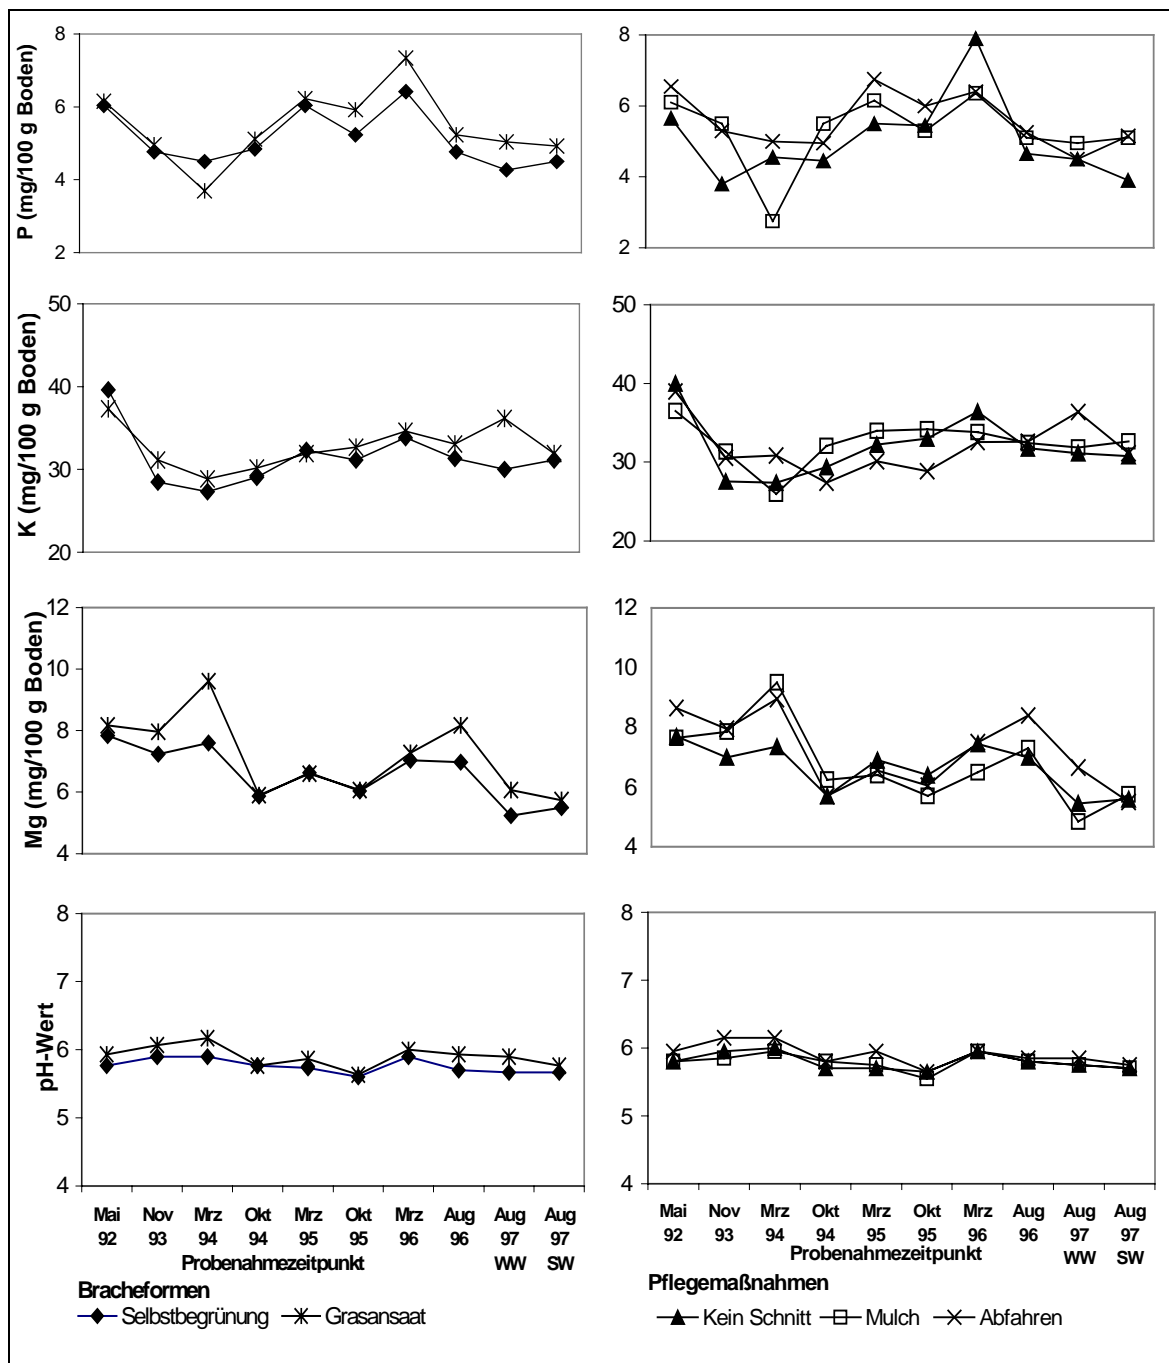 P (mg/100 g Boden)
8
6
4
2
8
6
4
2
K (mg/100 g Boden)
50
40
30
20
50
40
30
20
Mg (mg/100 g Boden)
12
10
8
6
4
12
10
8
6
4
pH-Wert
8
7
6
5
4
8
7
6
5
4
Mai Nov Mrz Okt Mrz Okt Mrz Aug Aug Aug
92 93 94 94 95 95 96 96 97 97
WW SW
Probenahmezeitpunkt
Mai Nov Mrz Okt Mrz Okt Mrz Aug Aug Aug
92 93 94 94 95 95 96 96 97 97
WW SW
Probenahmezeitpunkt
Bracheformen
Selbstbegrünung Grasansaat
Pflegemaßnahmen
Kein Schnitt Mulch Abfahren